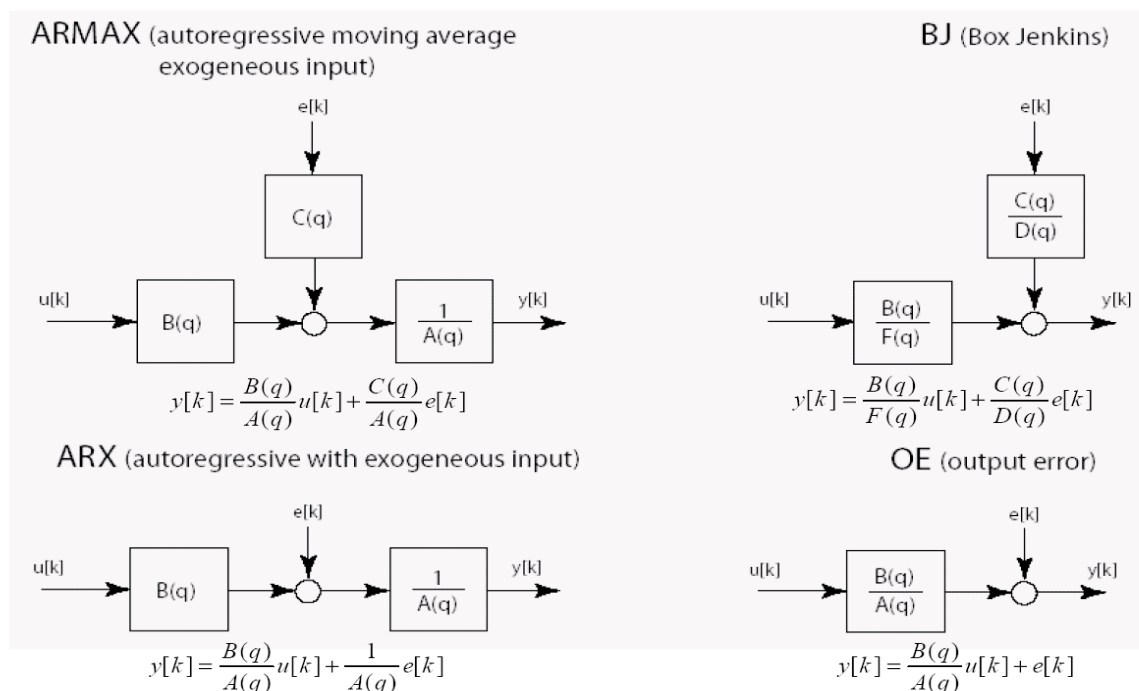 ARMAX (autoregressive moving average
exogeneous input)
e[k]
C(q)
u[k]
B(q)
1
A(q)
y[k]
y[k] = B(q)/A(q) u[k] + C(q)/A(q) e[k]
BJ (Box Jenkins)
e[k]
C(q)
D(q)
u[k]
B(q)
F(q)
y[k]
y[k] = B(q)/F(q) u[k] + C(q)/D(q) e[k]
ARX (autoregressive with exogeneous input)
e[k]
u[k]
B(q)
1
A(q)
y[k]
y[k] = B(q)/A(q) u[k] + 1/A(q) e[k]
OE (output error)
e[k]
u[k]
B(q)
A(q)
y[k]
y[k] = B(q)/A(q) u[k] + e[k]